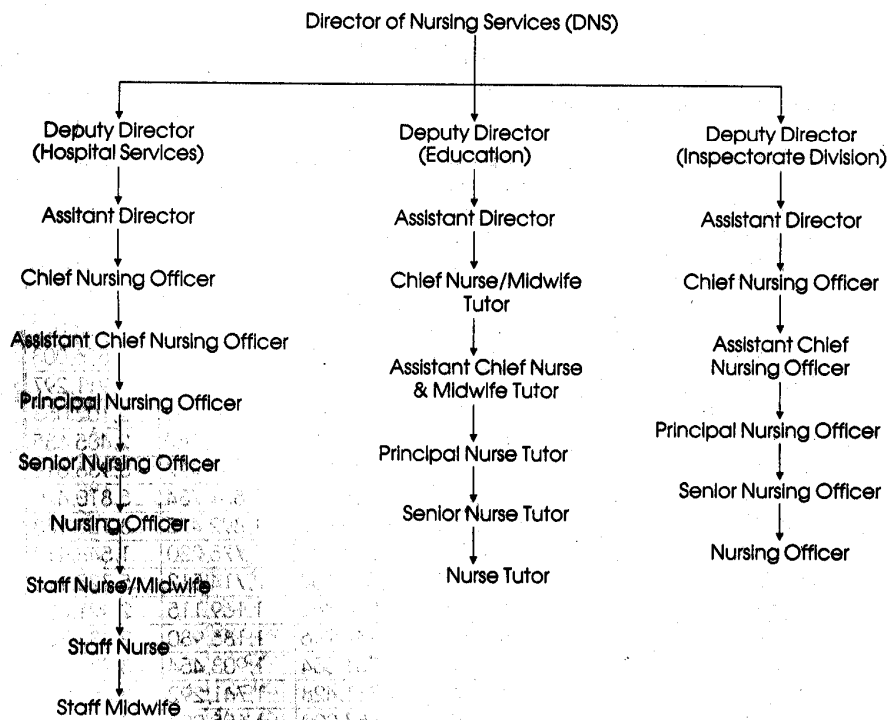 Director of Nursing Services (DNS)
Deputy Director
(Hospital Services)
Assitant Director
Chief Nursing Officer
Assistant Chief Nursing Officer
Principal Nursing Officer
Senior Nursing Officer
Nursing Officer
Staff Nurse/Midwife
Staff Nurse
Staff Midwife
Deputy Director
(Education)
Assistant Director
Chief Nurse/Midwife
Tutor
Assistant Chief Nurse
& Midwife Tutor
Principal Nurse Tutor
Senior Nurse Tutor
Nurse Tutor
Deputy Director
(Inspectorate Division)
Assistant Director
Chief Nursing Officer
Assistant Chief
Nursing Officer
Principal Nursing Officer
Senior Nursing Officer
Nursing Officer